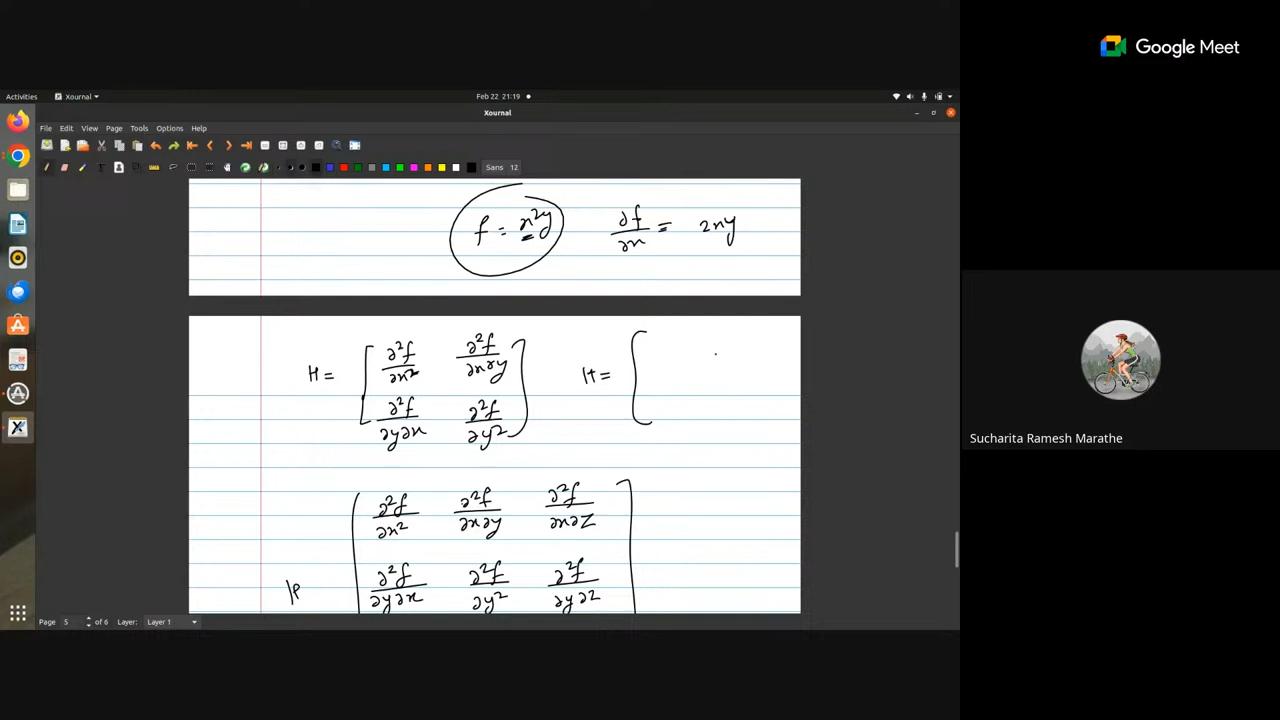 Google Meet
Activities Xournal Feb 22 21:19
Xournal
File Edit View Page Tools Options Help
Sans 12
f = x²y ∂f/∂x = 2xy
H = [ ∂²f/∂x² ∂²f/∂x∂y ] H = [
∂²f/∂y∂x ∂²f/∂y²
∂²f/∂x² ∂²f/∂x∂y ∂²f/∂x∂z
∂²f/∂y∂x ∂²f/∂y² ∂²f/∂y∂z
Sucharita Ramesh Marathe
Page 5 of 6 Layer: Layer 1